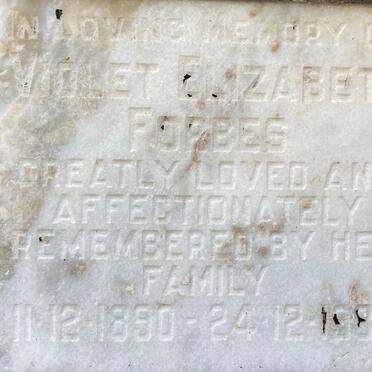 IN LOVING MEMORY O
VIOLET ELIZABET
FORBES
GREATLY LOVED AN
AFFECTIONATELY
REMEMBERED BY HE
FAMILY
11-12-1890 - 24-12-